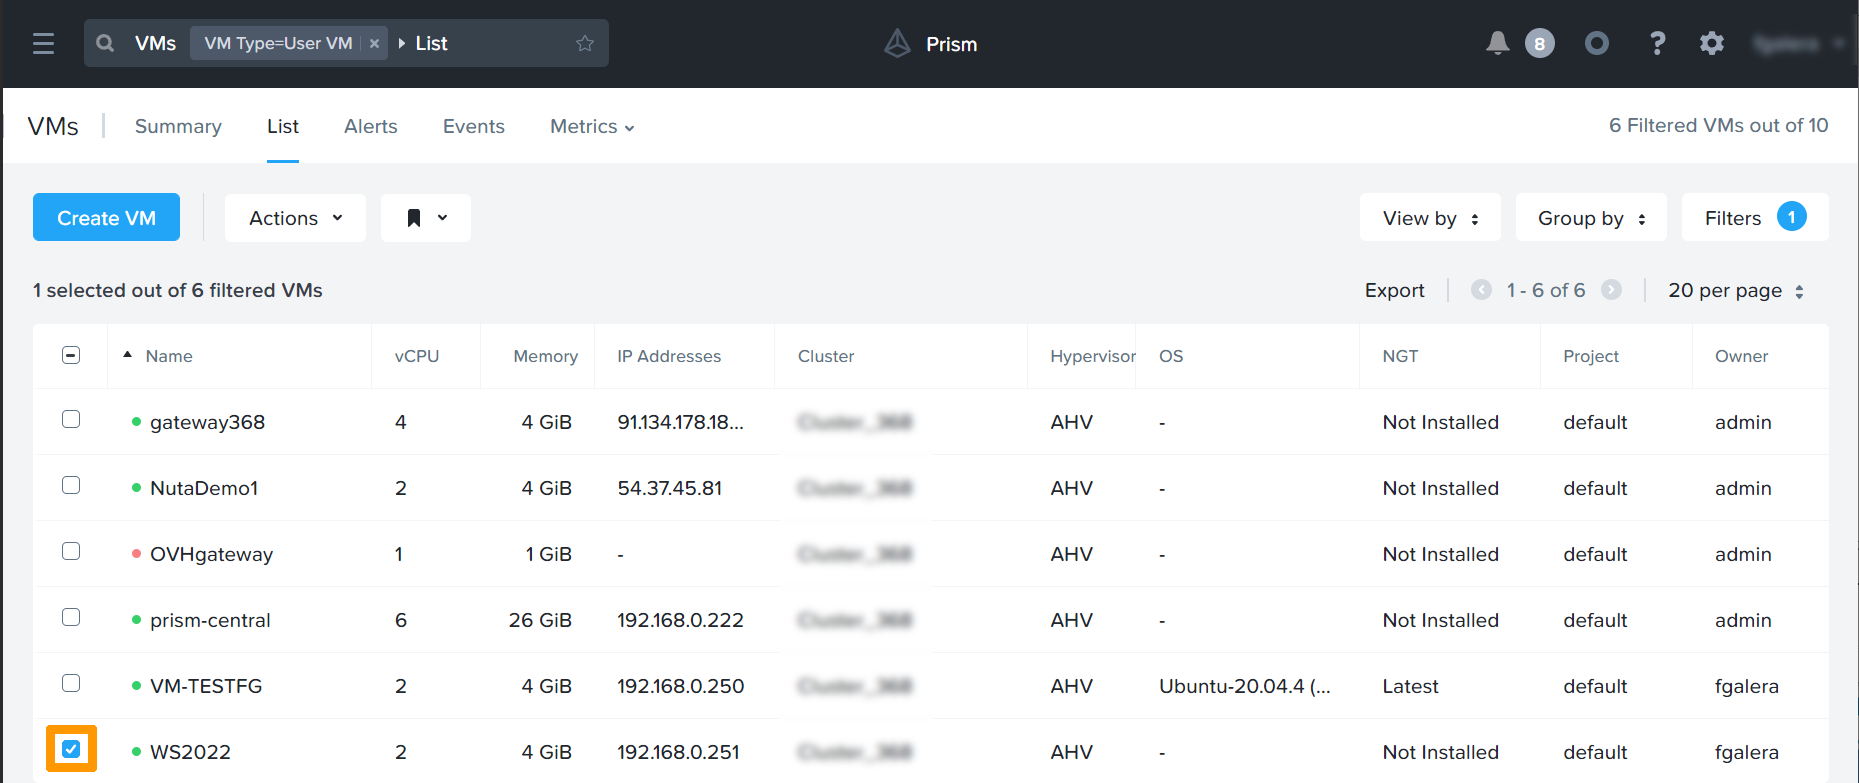 VMs VM Type=User VM × List
Prism
8
?
VMs Summary List Alerts Events Metrics
6 Filtered VMs out of 10
Create VM Actions View by Group by Filters 1
1 selected out of 6 filtered VMs
Export 1 - 6 of 6 20 per page
Name vCPU Memory IP Addresses Cluster Hypervisor OS NGT Project Owner
gateway368 4 4 GiB 91.134.178.18... AHV - Not Installed default admin
NutaDemo1 2 4 GiB 54.37.45.81 AHV - Not Installed default admin
OVHgateway 1 1 GiB - AHV - Not Installed default admin
prism-central 6 26 GiB 192.168.0.222 AHV - Not Installed default admin
VM-TESTFG 2 4 GiB 192.168.0.250 AHV Ubuntu-20.04.4 (... Latest default fgalera
WS2022 2 4 GiB 192.168.0.251 AHV - Not Installed default fgalera